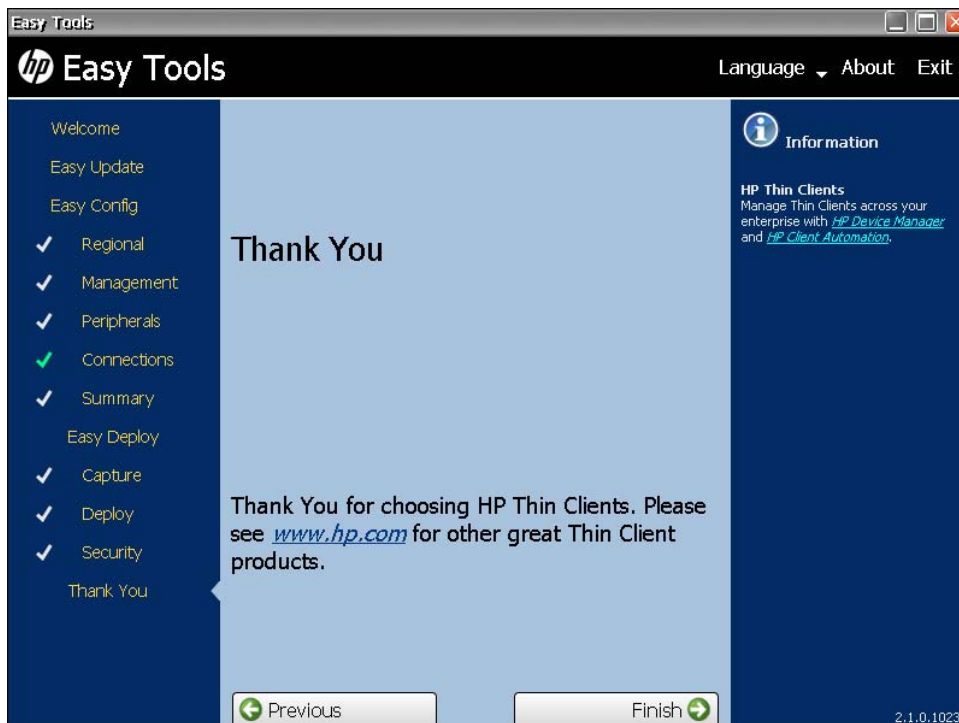 Easy Tools
hp Easy Tools
Language About Exit
Welcome
Easy Update
Easy Config
Regional
Management
Peripherals
Connections
Summary
Easy Deploy
Capture
Deploy
Security
Thank You
Thank You
Thank You for choosing HP Thin Clients. Please
see www.hp.com for other great Thin Client
products.
Previous
Finish
Information
HP Thin Clients
Manage Thin Clients across your
enterprise with HP Device Manager
and HP Client Automation.
2.1.0.1023